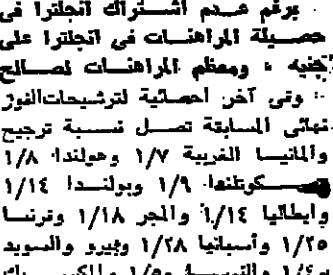 برغم عدم اشتراك انجلترا فى
حصيلة المراهنات فى انجلترا على
جنيه ، ومعظم المراهنات لصالح
وفى آخر احصائية لترشيحات الفوز
نهائى المسابقة تصل نسبة ترجيح
والمانيا الغربية ١/٧ وهولندا ١/٨
سكوتلندا ١/٩ وبولندا ١/١٤
وايطاليا ١/١٤ والمجر ١/١٨ وفرنسا
١/٢٥ وأسبانيا ١/٢٨ وبيرو والسويد